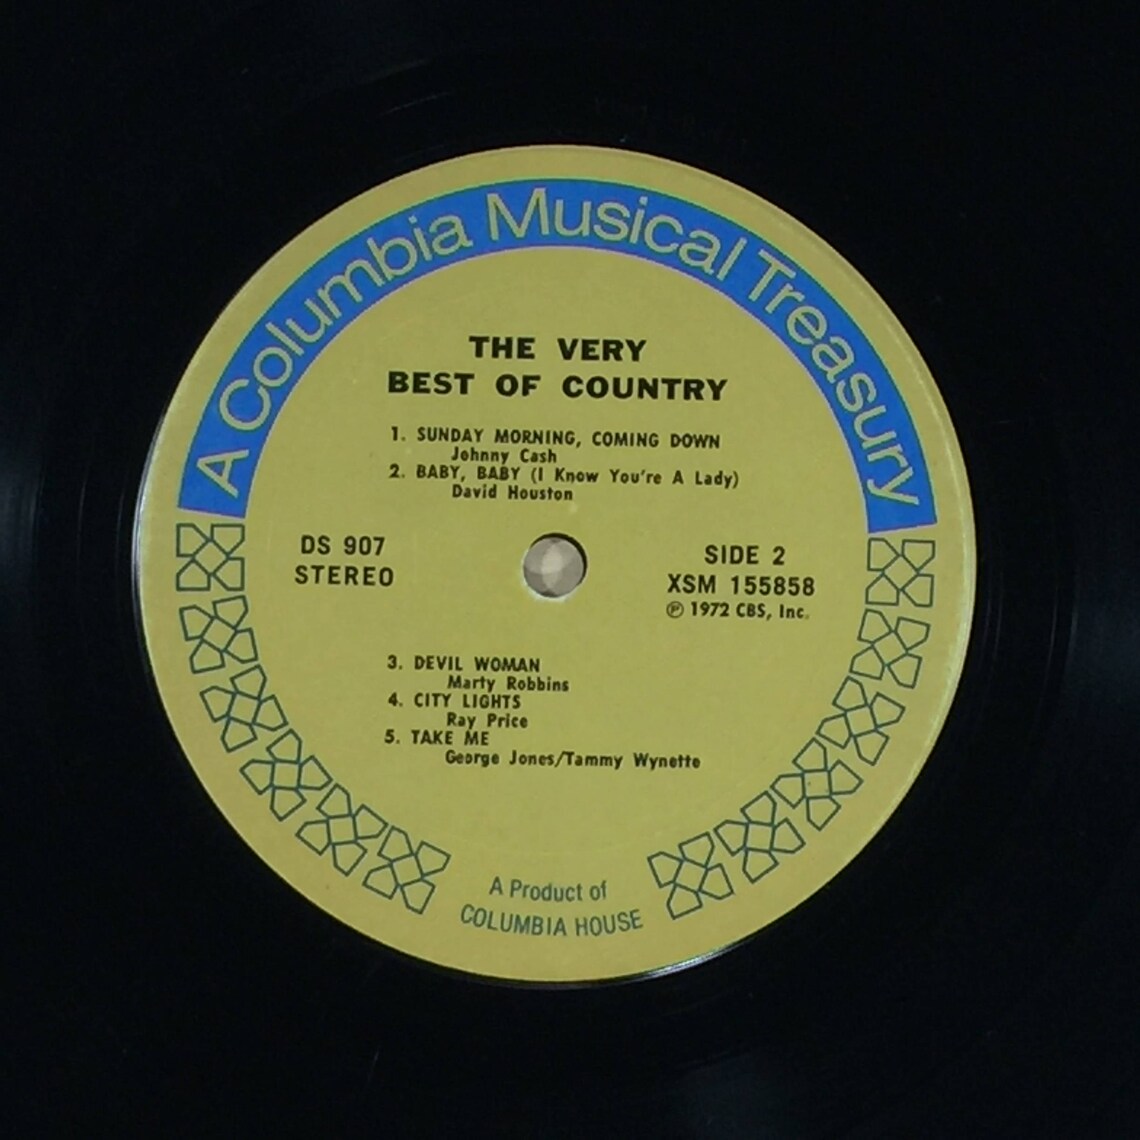 A Columbia Musical Treasury
THE VERY
BEST OF COUNTRY
1. SUNDAY MORNING, COMING DOWN
Johnny Cash
2. BABY, BABY (I Know You're A Lady)
David Houston
DS 907
STEREO
SIDE 2
XSM 155858
℗ 1972 CBS, Inc.
3. DEVIL WOMAN
Marty Robbins
4. CITY LIGHTS
Ray Price
5. TAKE ME
George Jones/Tammy Wynette
A Product of
COLUMBIA HOUSE